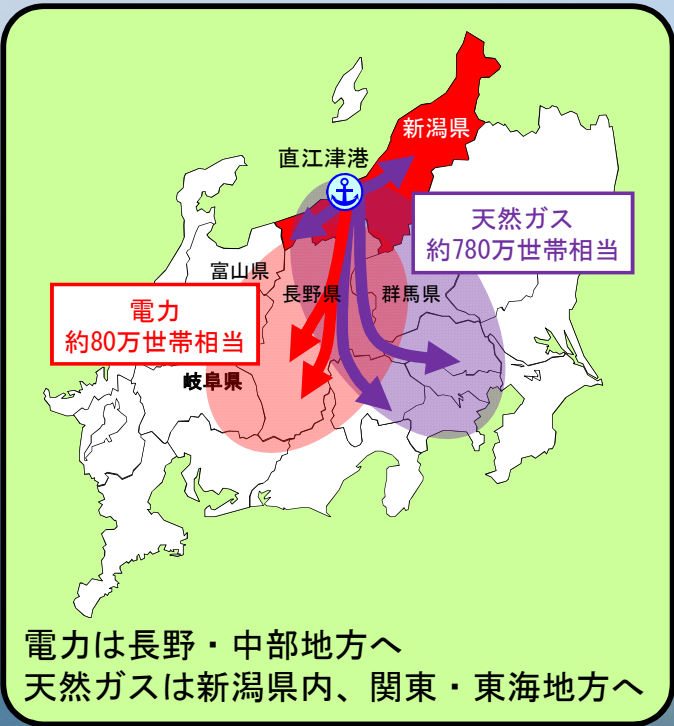 新潟県
直江津港
天然ガス
約780万世帯相当
富山県
長野県
群馬県
電力
約80万世帯相当
岐阜県
電力は長野・中部地方へ
天然ガスは新潟県内、関東・東海地方へ